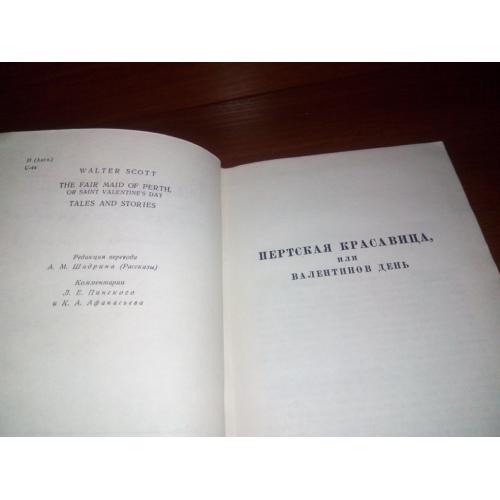 И (Англ.)
С-44
WALTER SCOTT
THE FAIR MAID OF PERTH,
OR SAINT VALENTINE'S DAY
TALES AND STORIES
Редакция перевода
А. М. Шадрина (Рассказы)
Комментарии
Л. Е. Пинского
и К. А. Афанасьева
ПЕРТСКАЯ КРАСАВИЦА,
ИЛИ
ВАЛЕНТИНОВ ДЕНЬ